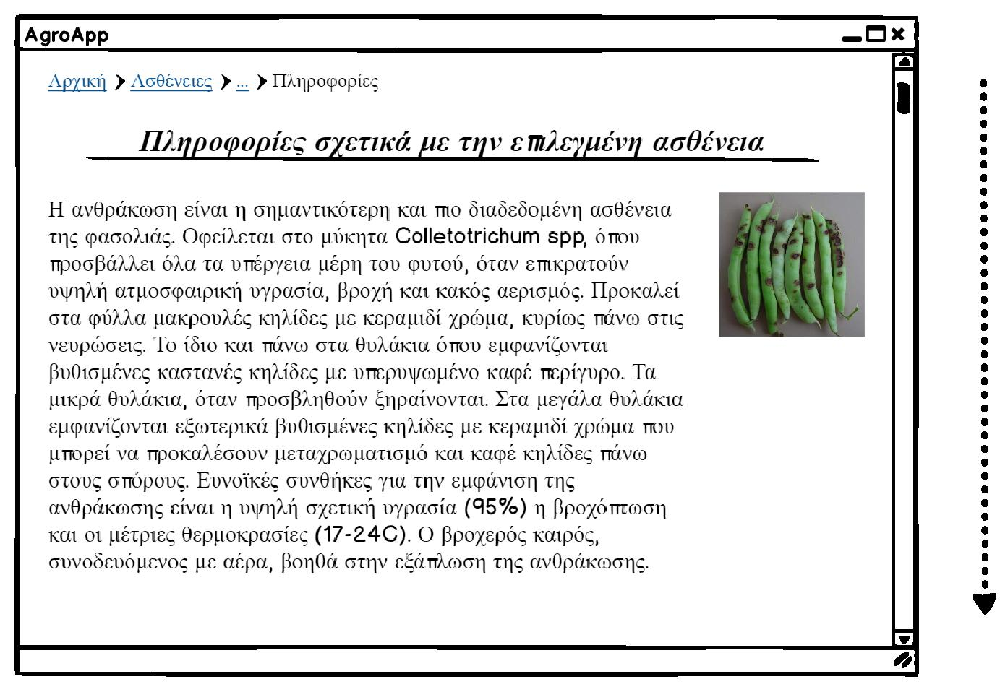 AgroApp
Αρχική Ασθένειες ... Πληροφορίες
Πληροφορίες σχετικά με την επιλεγμένη ασθένεια
Η ανθράκωση είναι η σημαντικότερη και πιο διαδεδομένη ασθένεια
της φασολιάς. Οφείλεται στο μύκητα Colletotrichum spp, όπου
προσβάλλει όλα τα υπέργεια μέρη του φυτού, όταν επικρατούν
υψηλή ατμοσφαιρική υγρασία, βροχή και κακός αερισμός. Προκαλεί
στα φύλλα μακρουλές κηλίδες με κεραμιδί χρώμα, κυρίως πάνω στις
νευρώσεις. Το ίδιο και πάνω στα θυλάκια όπου εμφανίζονται
βυθισμένες καστανές κηλίδες με υπερυψωμένο καφέ περίγυρο. Τα
μικρά θυλάκια, όταν προσβληθούν ξηραίνονται. Στα μεγάλα θυλάκια
εμφανίζονται εξωτερικά βυθισμένες κηλίδες με κεραμιδί χρώμα που
μπορεί να προκαλέσουν μεταχρωματισμό και καφέ κηλίδες πάνω
στους σπόρους. Ευνοϊκές συνθήκες για την εμφάνιση της
ανθράκωσης είναι η υψηλή σχετική υγρασία (95%) η βροχόπτωση
και οι μέτριες θερμοκρασίες (17-24C). Ο βροχερός καιρός,
συνοδευόμενος με αέρα, βοηθά στην εξάπλωση της ανθράκωσης.